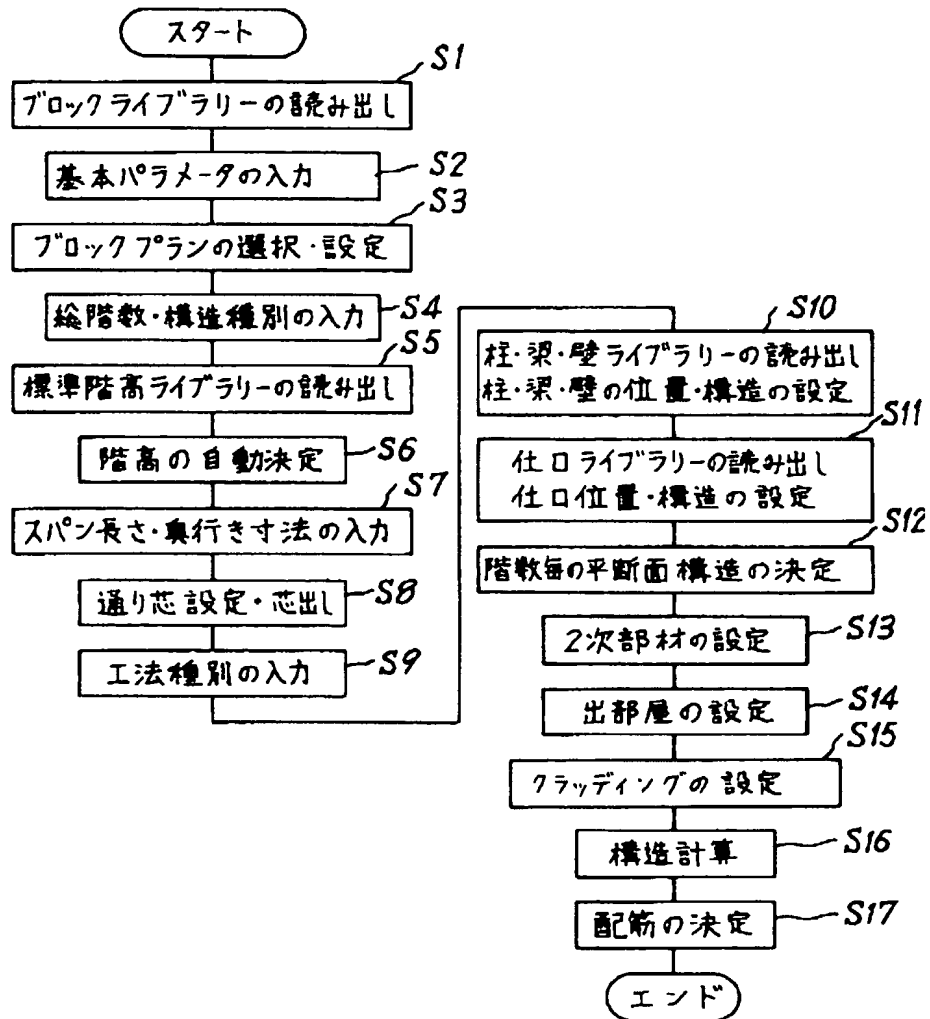 スタート
S1
ブロックライブラリーの読み出し
S2
基本パラメータの入力
S3
ブロックプランの選択・設定
S4
総階数・構造種別の入力
S5
標準階高ライブラリーの読み出し
S6
階高の自動決定
S7
スパン長さ・奥行き寸法の入力
S8
通り芯設定・芯出し
S9
工法種別の入力
S10
柱・梁・壁ライブラリーの読み出し
柱・梁・壁の位置・構造の設定
S11
仕口ライブラリーの読み出し
仕口位置・構造の設定
S12
階数毎の平断面構造の決定
S13
2次部材の設定
S14
出部屋の設定
S15
クラッディングの設定
S16
構造計算
S17
配筋の決定
エンド